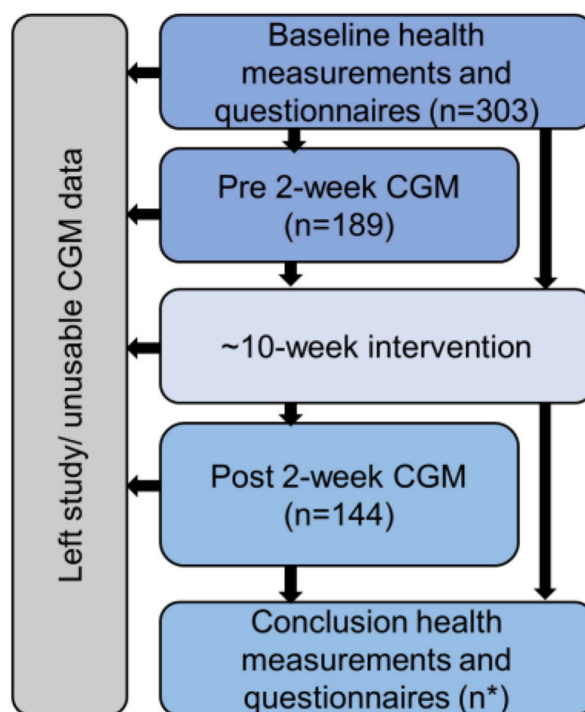 Left study/ unusable CGM data
Baseline health
measurements and
questionnaires (n=303)
Pre 2-week CGM
(n=189)
~10-week intervention
Post 2-week CGM
(n=144)
Conclusion health
measurements and
questionnaires (n*)